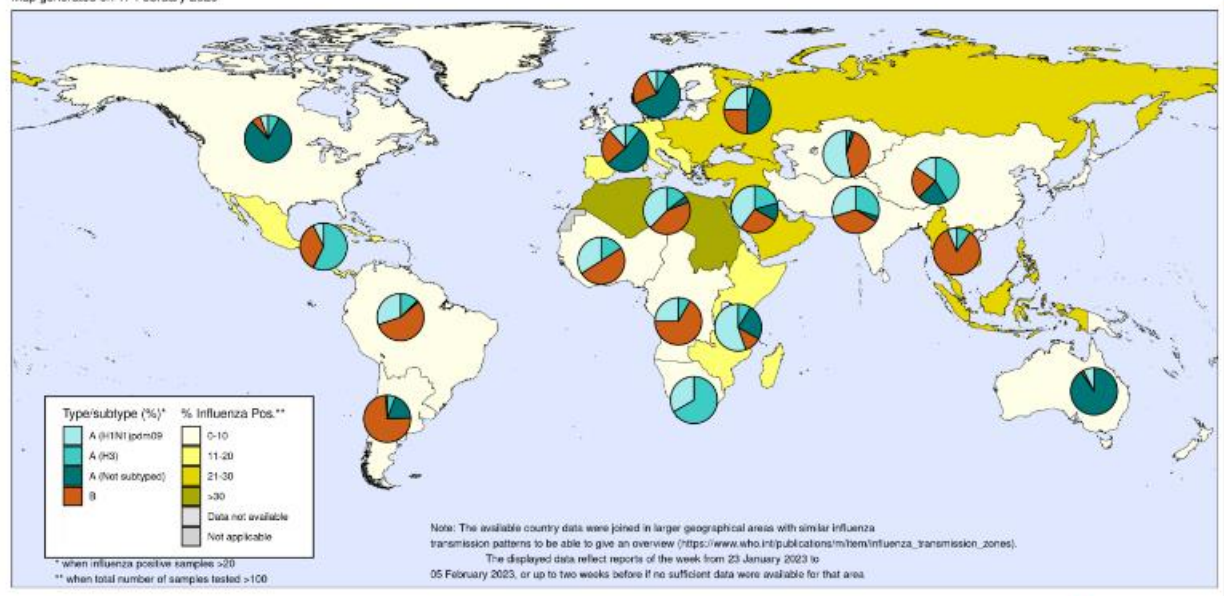 Type/subtype (%)*
A (H1N1)pdm09
A (H3)
A (Not subtyped)
B
% Influenza Pos.**
0-10
11-20
21-30
>30
Data not available
Not applicable
* when influenza positive samples >20
** when total number of samples tested >100
Note: The available country data were joined in larger geographical areas with similar influenza
transmission patterns to be able to give an overview (https://www.who.int/publications/m/item/influenza_transmission_zones).
The displayed data reflect reports of the week from 23 January 2023 to
05 February 2023, or up to two weeks before if no sufficient data were available for that area